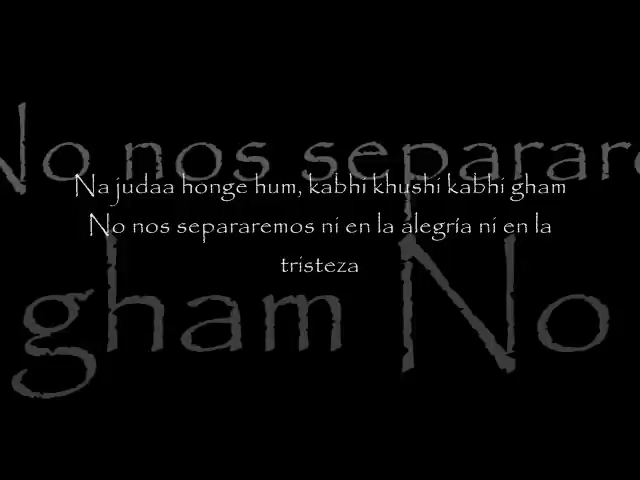 No nos separare
Na judaa honge hum, kabhi khushi kabhi gham
No nos separaremos ni en la alegría ni en la
tristeza
gham No